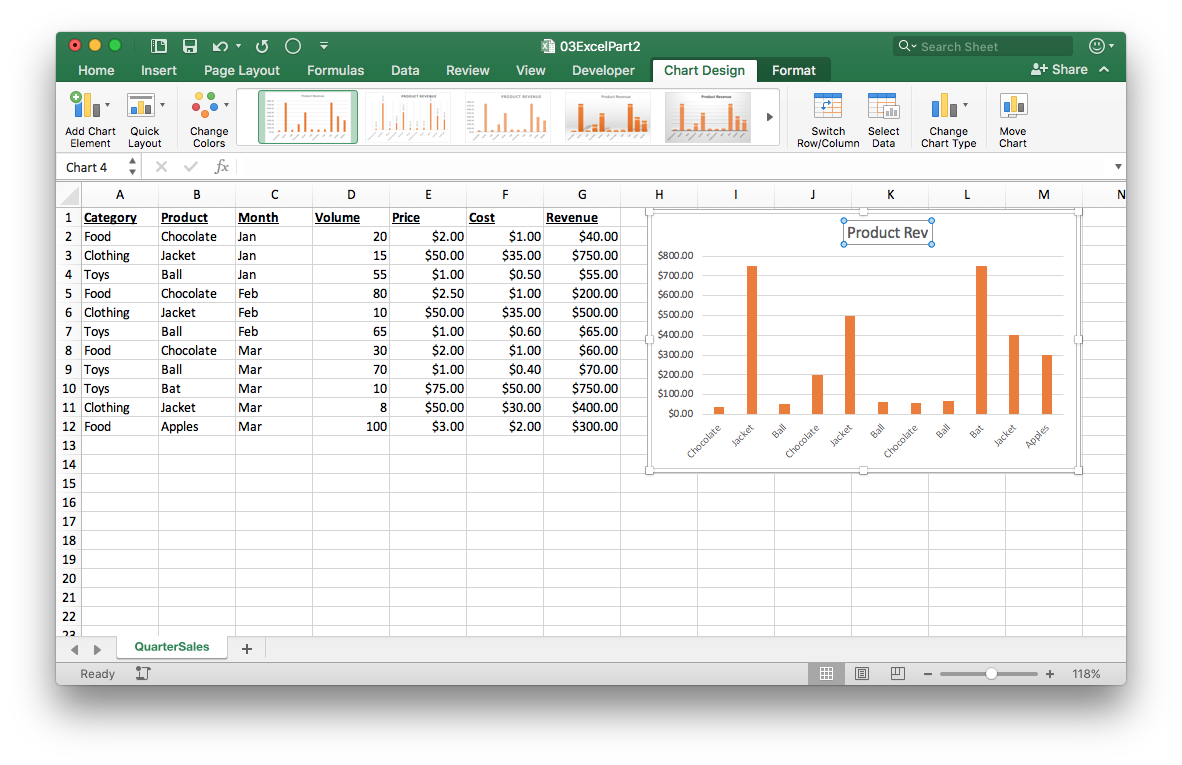 03ExcelPart2
Search Sheet
Home Insert Page Layout Formulas Data Review View Developer Chart Design Format Share
Add Chart Element
Quick Layout
Change Colors
Product Revenue
PRODUCT REVENUE
PRODUCT REVENUE
Product Revenue
Product Revenue
Switch Row/Column
Select Data
Change Chart Type
Move Chart
Chart 4 fx
A B C D E F G H I J K L M N
1 Category Product Month Volume Price Cost Revenue
2 Food Chocolate Jan 20 $2.00 $1.00 $40.00
3 Clothing Jacket Jan 15 $50.00 $35.00 $750.00
4 Toys Ball Jan 55 $1.00 $0.50 $55.00
5 Food Chocolate Feb 80 $2.50 $1.00 $200.00
6 Clothing Jacket Feb 10 $50.00 $35.00 $500.00
7 Toys Ball Feb 65 $1.00 $0.60 $65.00
8 Food Chocolate Mar 30 $2.00 $1.00 $60.00
9 Toys Ball Mar 70 $1.00 $0.40 $70.00
10 Toys Bat Mar 10 $75.00 $50.00 $750.00
11 Clothing Jacket Mar 8 $50.00 $30.00 $400.00
12 Food Apples Mar 100 $3.00 $2.00 $300.00
13
14
15
16
17
18
19
20
21
22
23
Product Rev
$800.00
$700.00
$600.00
$500.00
$400.00
$300.00
$200.00
$100.00
$0.00
Chocolate Jacket Ball Chocolate Jacket Ball Chocolate Ball Bat Jacket Apples
QuarterSales +
Ready 118%